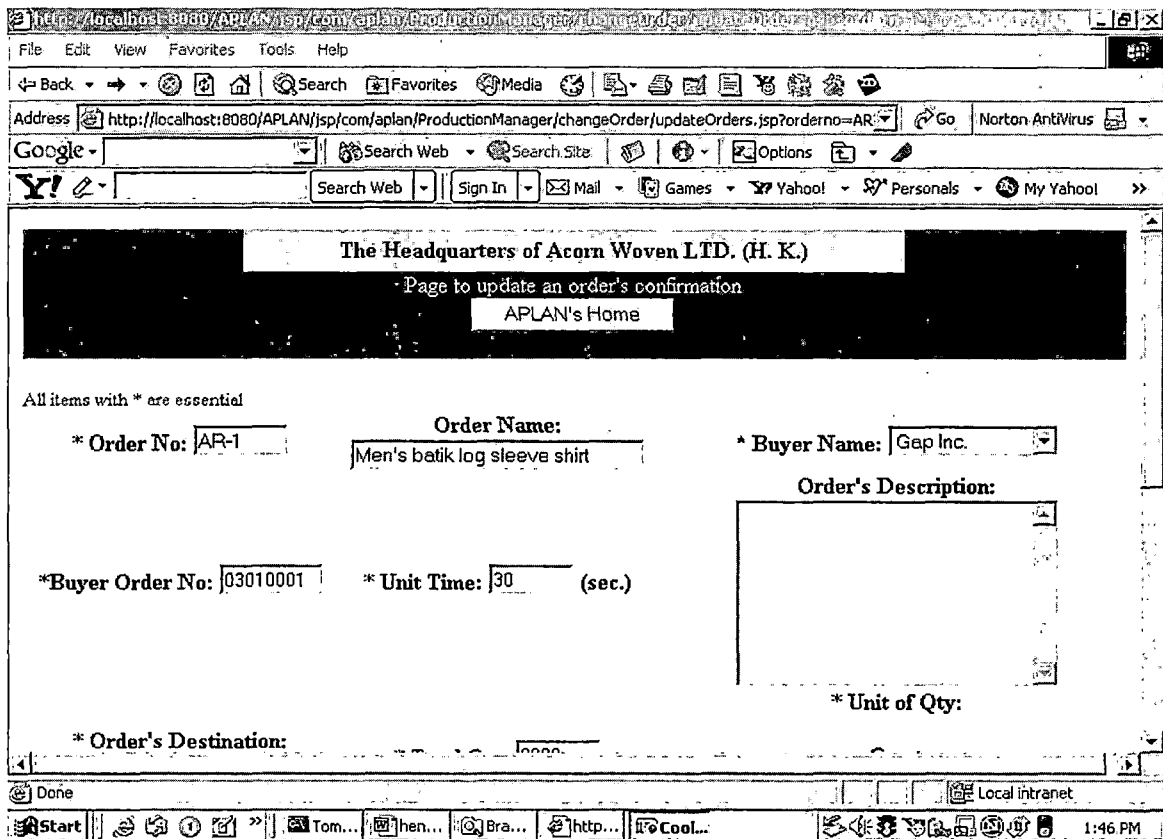 File Edit View Favorites Tools Help
Back Search Favorites Media
Address http://localhost:8080/APLAN/jsp/com/aplan/ProductionManager/changeOrder/updateOrders.jsp?orderno=AR Go Norton AntiVirus
Google Search Web Search Site Options
Y! Search Web Sign In Mail Games Yahoo! Personals My Yahoo! »
The Headquarters of Acorn Woven LTD. (H. K.)
Page to update an order's confirmation
APLAN's Home
All items with * are essential
Order Name:
* Order No: AR-1 Men's batik log sleeve shirt * Buyer Name: Gap Inc.
Order's Description:
*Buyer Order No: 03010001 * Unit Time: 30 (sec.)
* Unit of Qty:
* Order's Destination:
Done Local intranet
Start » Tom... hen... Bra... http... Cool... 1:46 PM